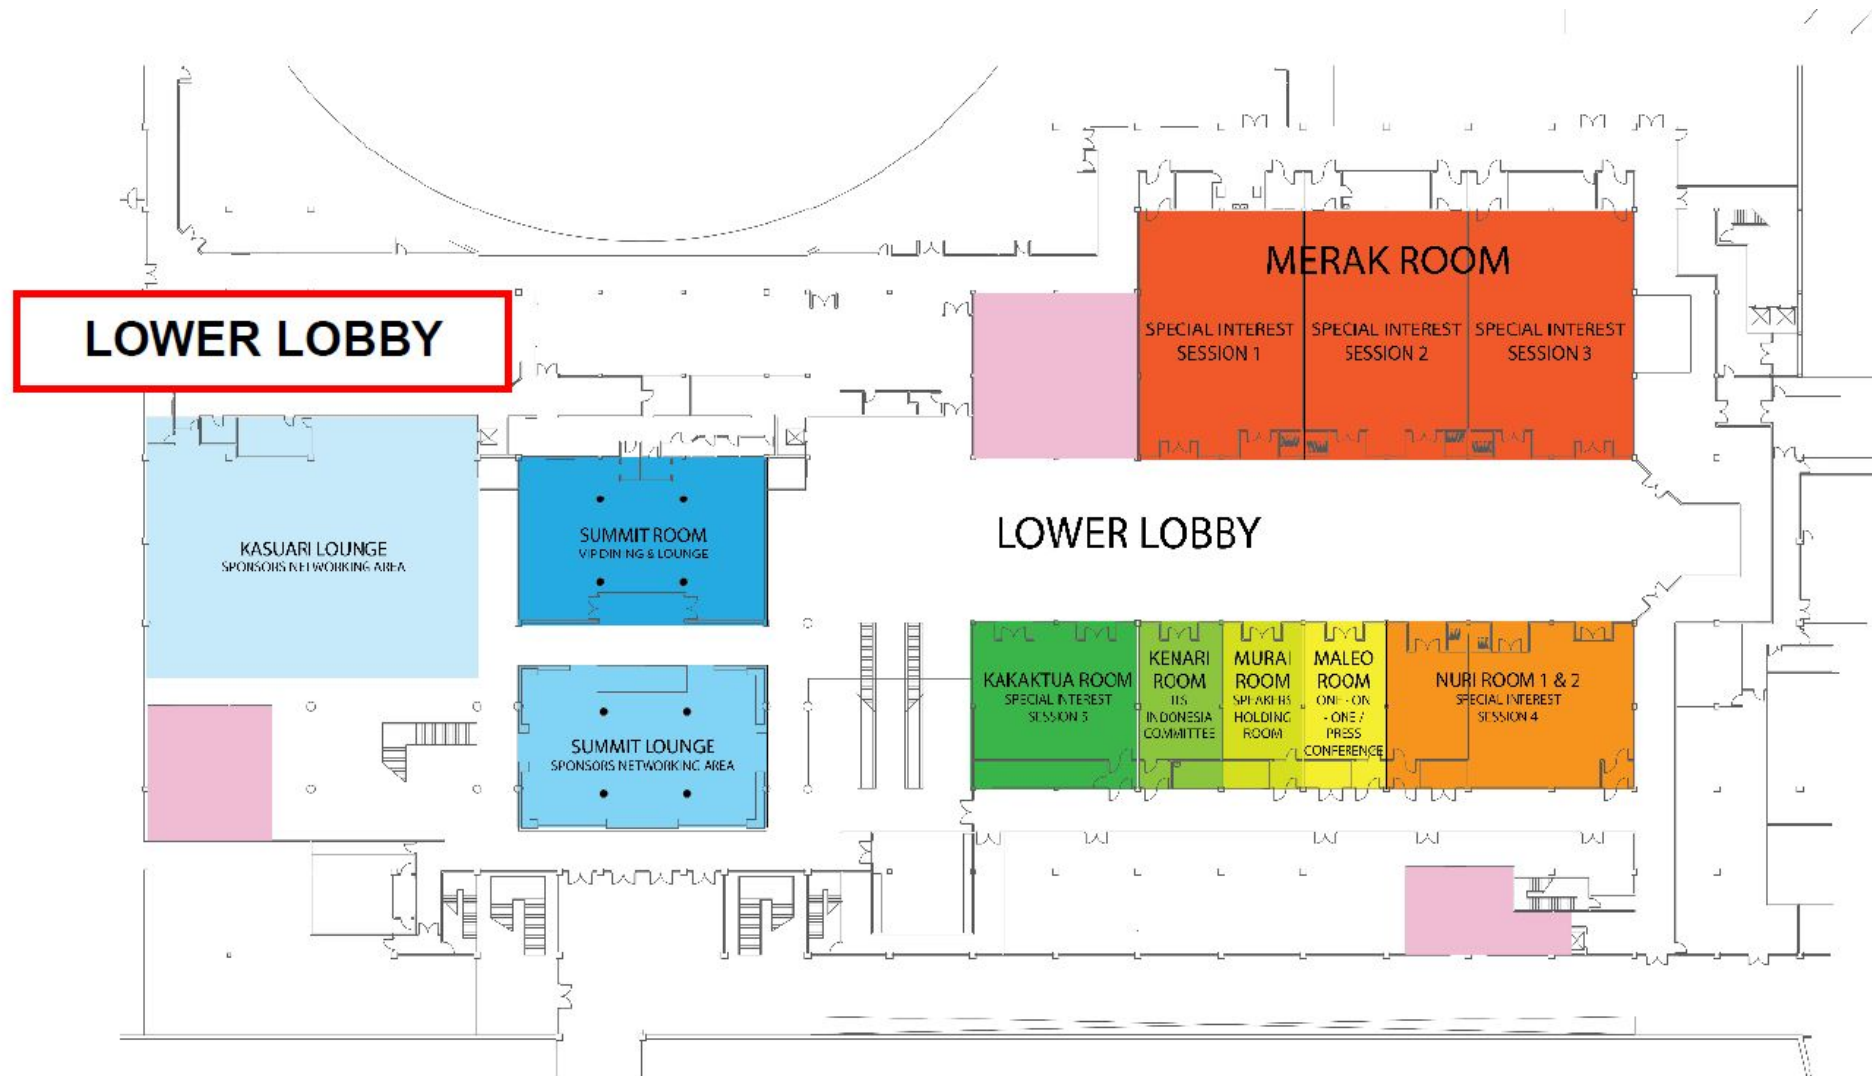 LOWER LOBBY
MERAK ROOM
SPECIAL INTEREST
SESSION 1
SPECIAL INTEREST
SESSION 2
SPECIAL INTEREST
SESSION 3
KASUARI LOUNGE
SPONSORS NETWORKING AREA
SUMMIT ROOM
VIP DINING & LOUNGE
LOWER LOBBY
SUMMIT LOUNGE
SPONSORS NETWORKING AREA
KAKAKTUA ROOM
SPECIAL INTEREST
SESSION 5
KENARI
ROOM
ITS
INDONESIA
COMMITTEE
MURAI
ROOM
SPEAKERS
HOLDING
ROOM
MALEO
ROOM
ONE - ON
- ONE /
PRESS
CONFERENCE
NURI ROOM 1 & 2
SPECIAL INTEREST
SESSION 4